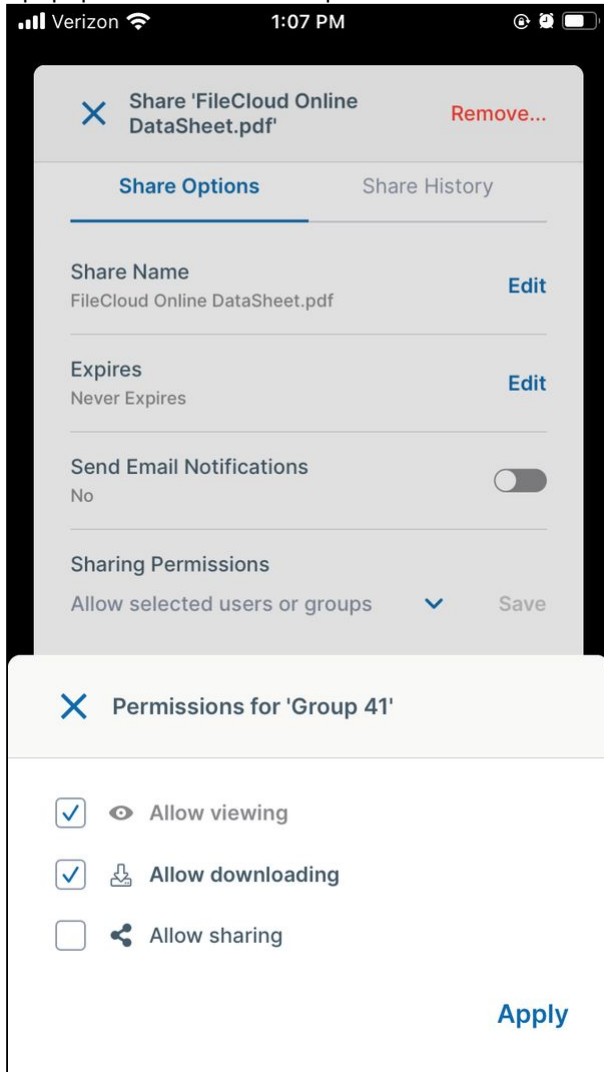 Verizon 1:07 PM
Share 'FileCloud Online
DataSheet.pdf'
Remove...
Share Options Share History
Share Name
FileCloud Online DataSheet.pdf
Edit
Expires
Never Expires
Edit
Send Email Notifications
No
Sharing Permissions
Allow selected users or groups Save
Permissions for 'Group 41'
Allow viewing
Allow downloading
Allow sharing
Apply